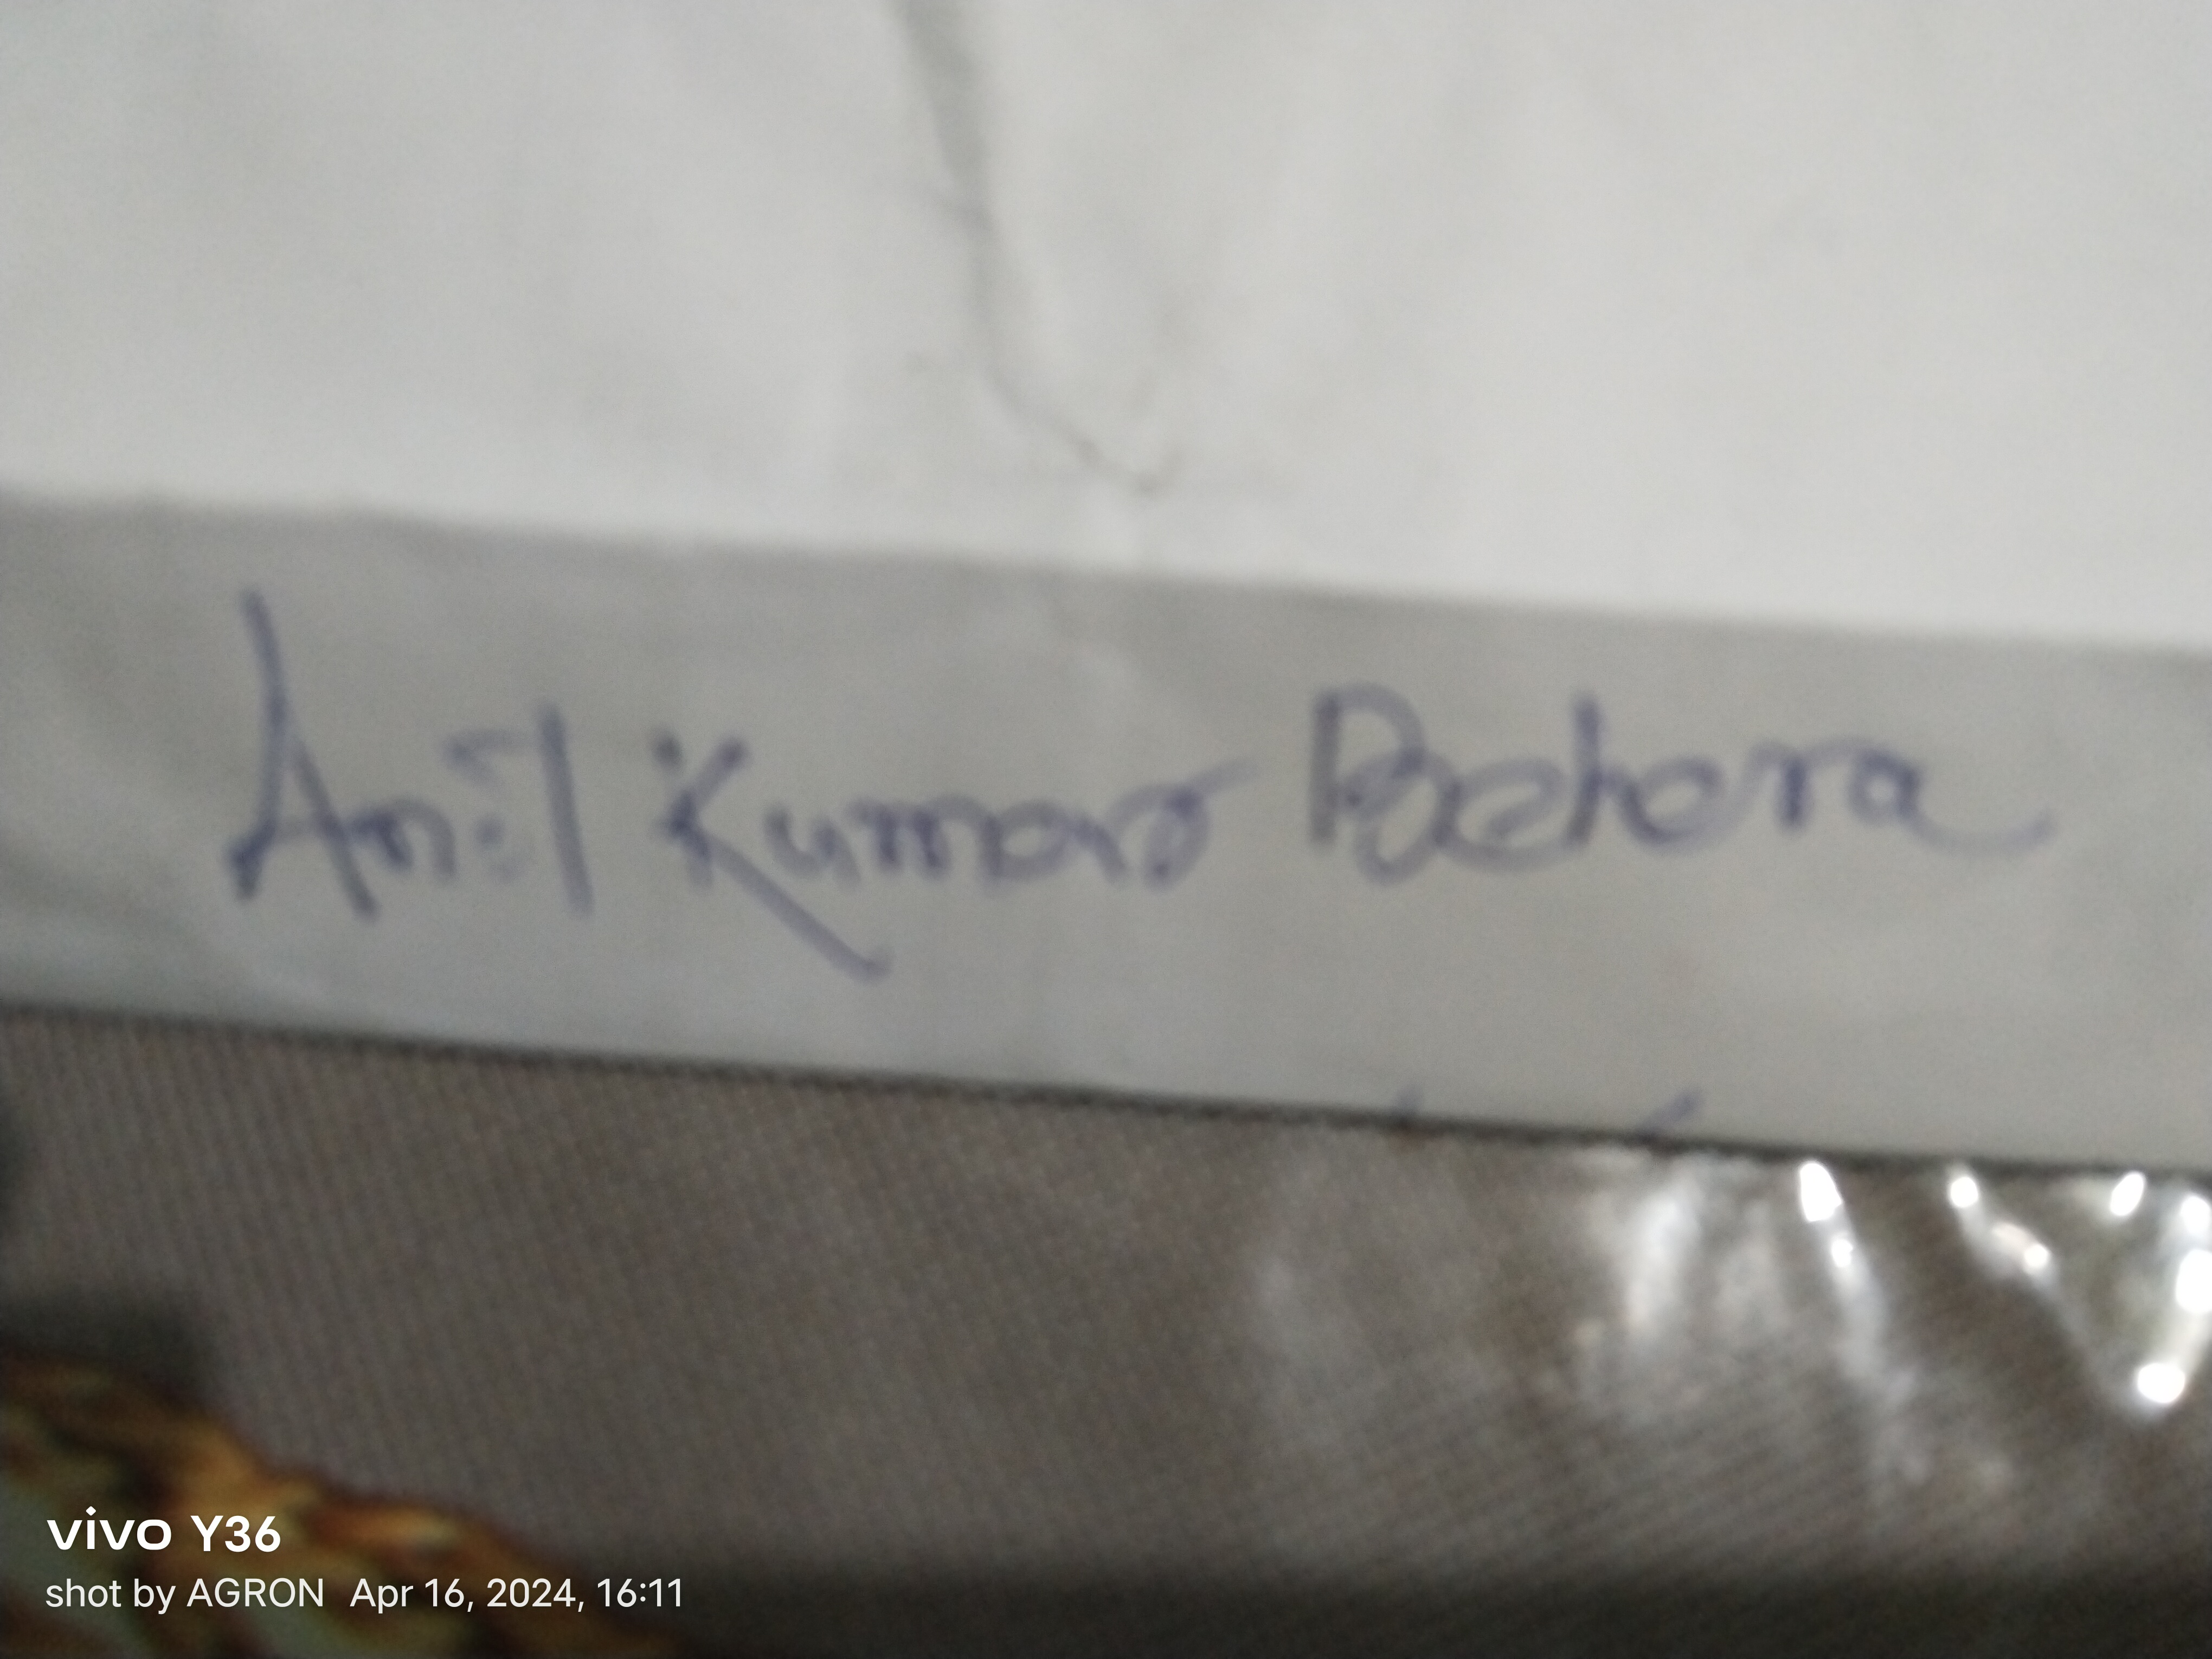 Anil Kumar Behera
vivo Y36
shot by AGRON Apr 16, 2024, 16:11